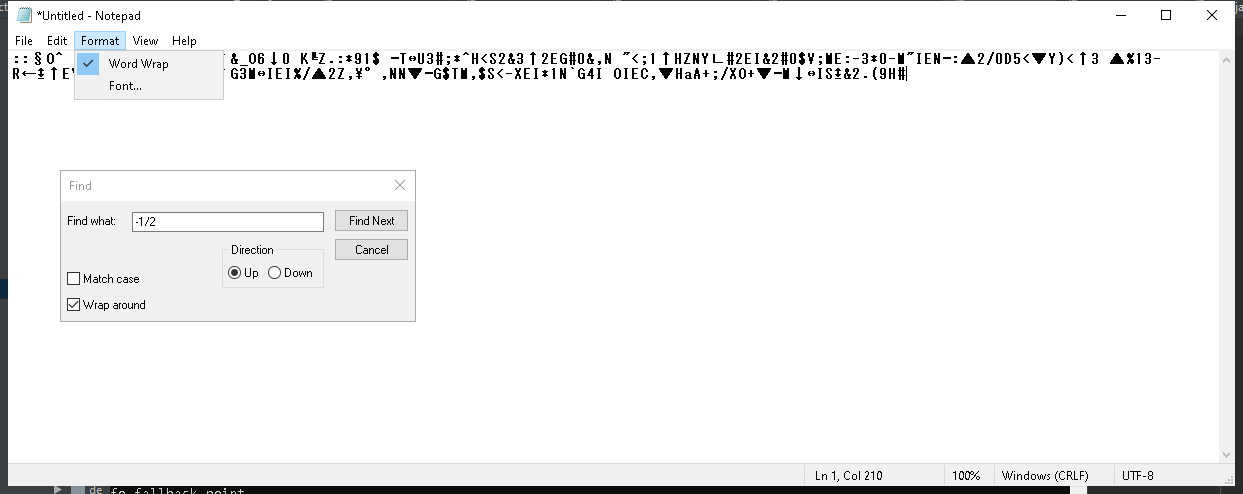 *Untitled - Notepad
File Edit Format View Help
Word Wrap
Font...
::§O^
&_O6↓O K Z.:*91$ -T↔U3#;*^H<S2&3↑2EG#O&,N "<;1↑HZNY∟#2EI&2#O$V;ME:-3*O-M"IEN-:▲2/OD5<▼Y)<↑3 ▲%13-
R←±↑E
G3M↔IEI%/▲2Z,¥° ,NN▼-G$TM,$S<-XEI*1N`G4I OIEC,▼HaA+;/XO+▼-M↓↔IS±&2.(9H#
Find
Find what: -1/2
Find Next
Direction
Cancel
Up Down
Match case
Wrap around
Ln 1, Col 210 100% Windows (CRLF) UTF-8
de fo fallback point